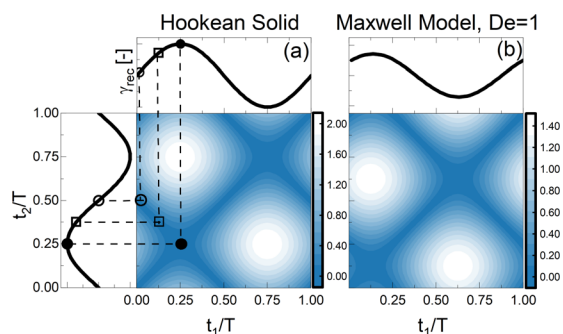 Hookean Solid
Maxwell Model, De=1
(a)
(b)
γrec [-]
t2/T
1.00
0.75
0.50
0.25
0.00
2.00
1.60
1.20
0.80
0.40
0.00
1.40
1.20
1.00
0.80
0.60
0.40
0.20
0.00
0.00 0.25 0.50 0.75 1.00
0.00 0.25 0.50 0.75 1.00
t1/T
t1/T